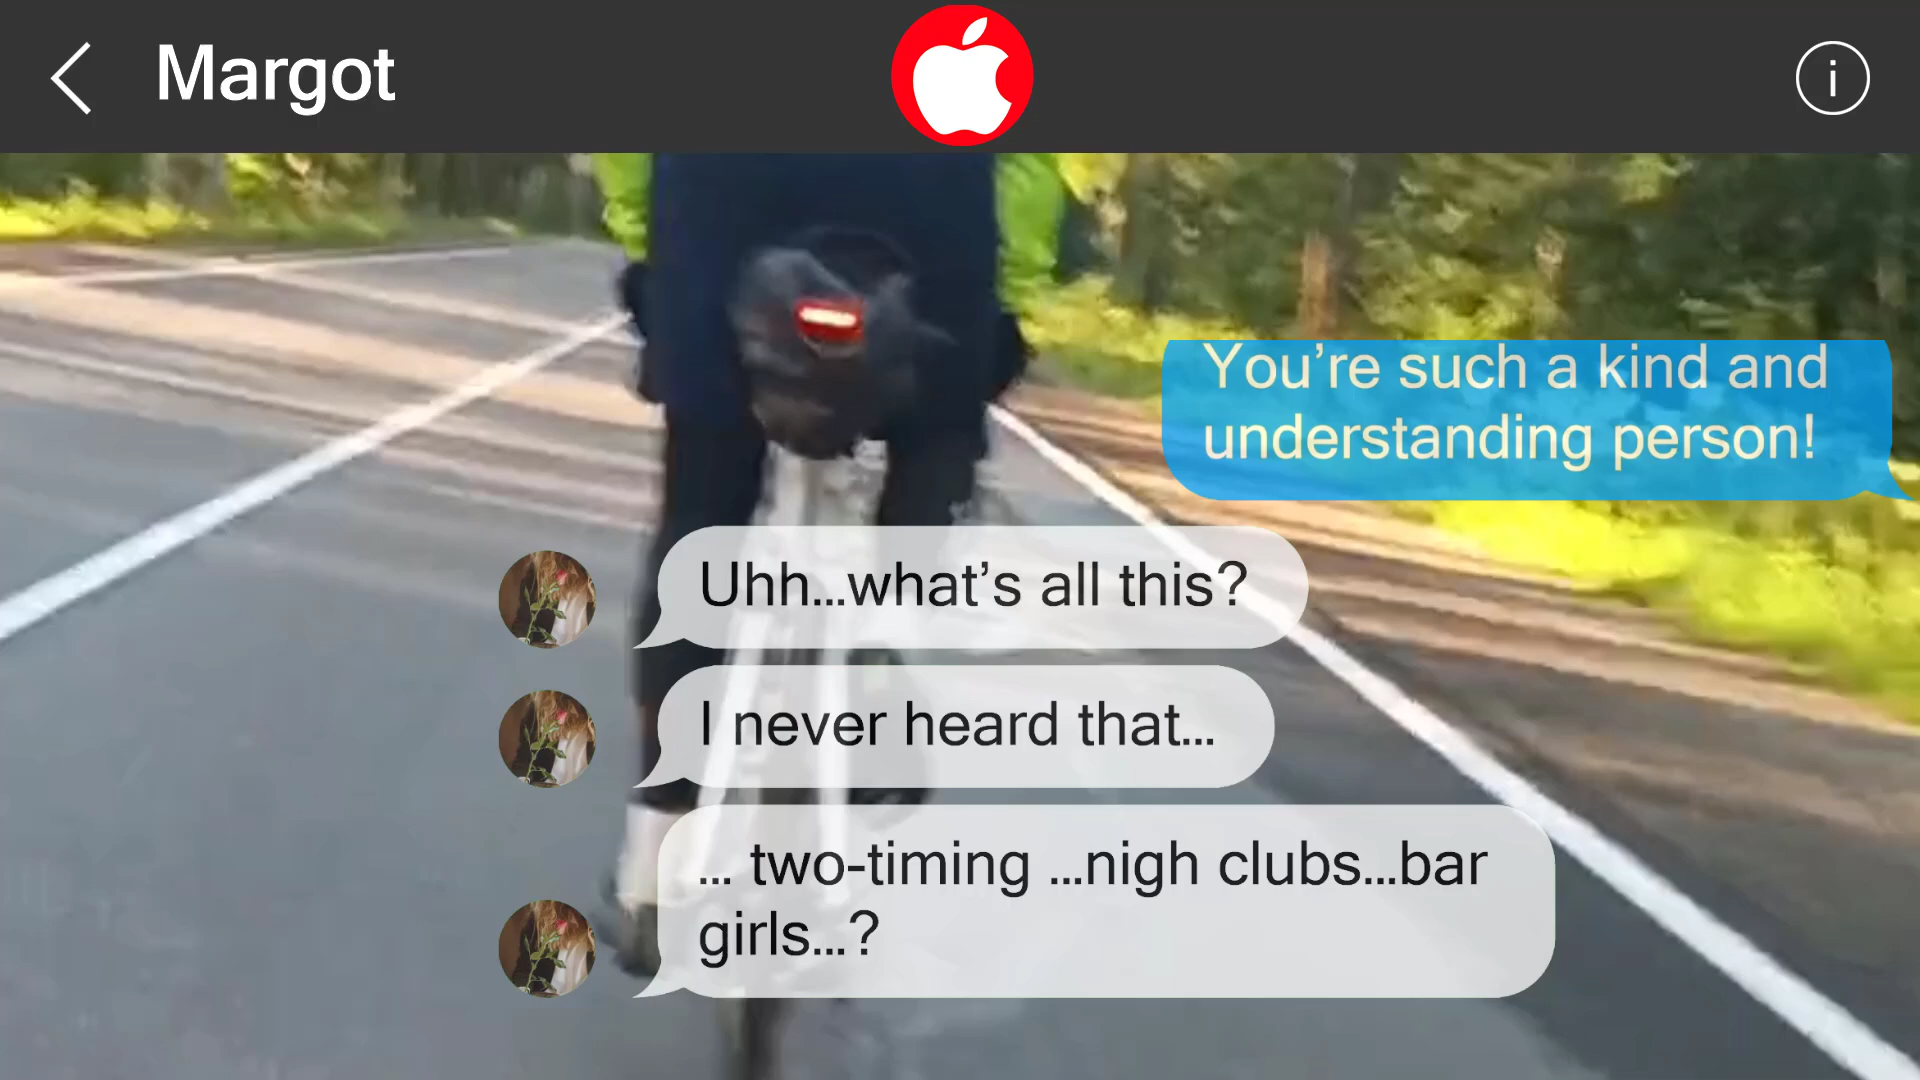 Margot
i
You’re such a kind and
understanding person!
Uhh...what’s all this?
I never heard that...
... two-timing ...nigh clubs...bar
girls...?